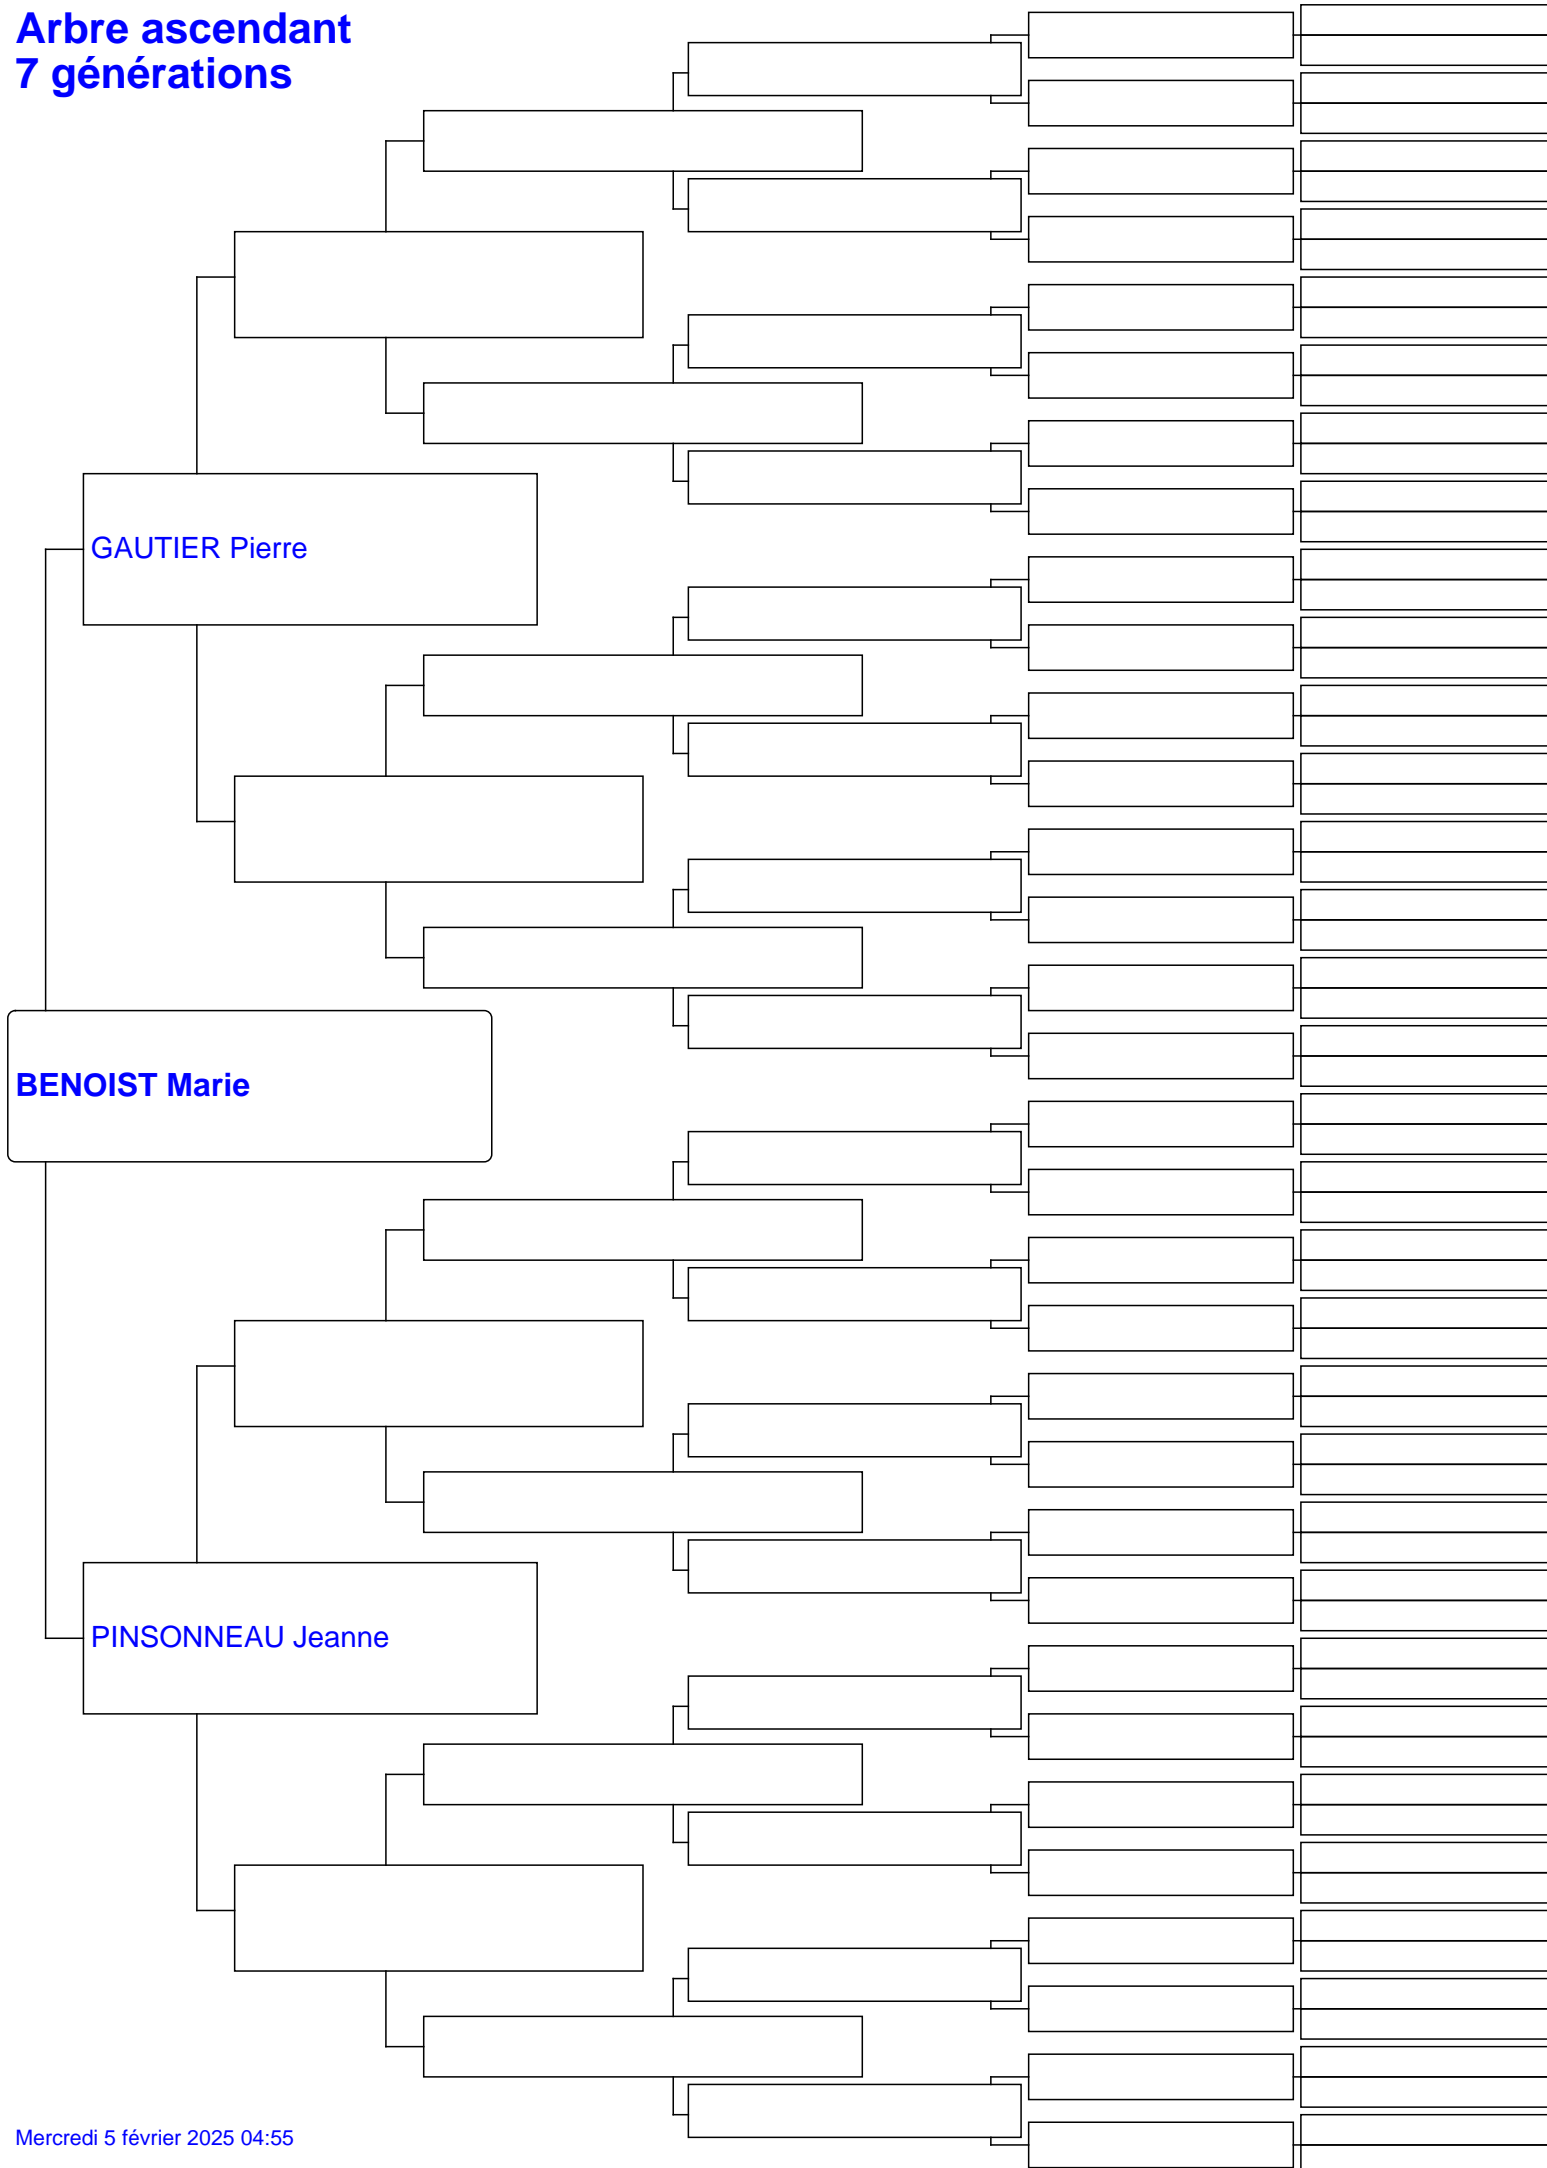 Arbre ascendant
7 générations
GAUTIER Pierre
BENOIST Marie
PINSONNEAU Jeanne
Mercredi 5 février 2025 04:55